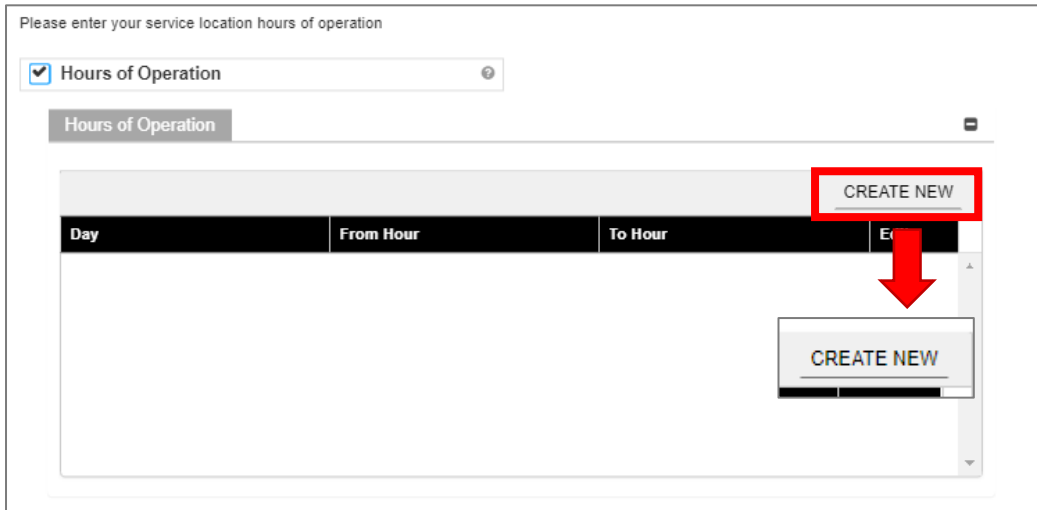 Please enter your service location hours of operation
Hours of Operation
Hours of Operation
CREATE NEW
Day From Hour To Hour
CREATE NEW